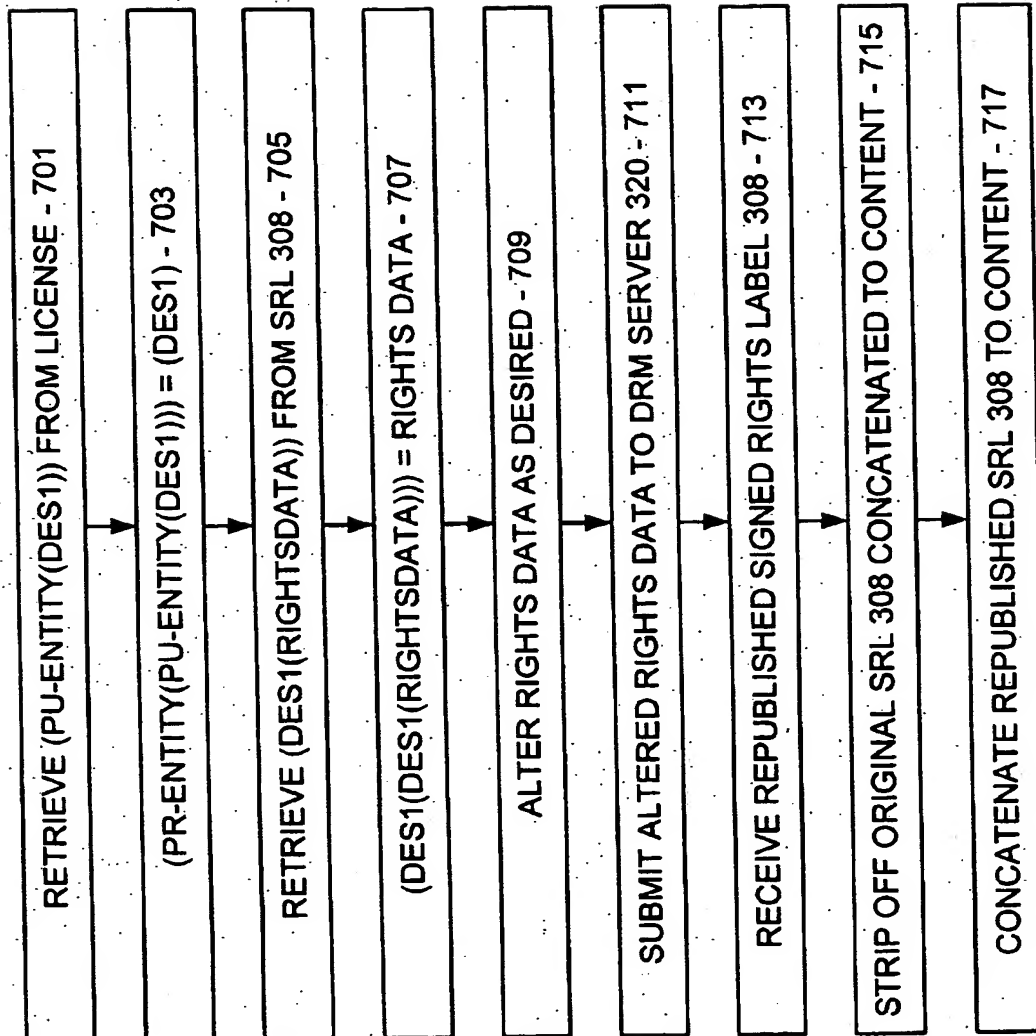 RETRIEVE (PU-ENTITY(DES1)) FROM LICENSE - 701
(PR-ENTITY(PU-ENTITY(DES1))) = (DES1) - 703
RETRIEVE (DES1(RIGHTSDATA)) FROM SRL 308 - 705
(DES1(DES1(RIGHTSDATA))) = RIGHTS DATA - 707
ALTER RIGHTS DATA AS DESIRED - 709
SUBMIT ALTERED RIGHTS DATA TO DRM SERVER 320 - 711
RECEIVE REPUBLISHED SIGNED RIGHTS LABEL 308 - 713
STRIP OFF ORIGINAL SRL 308 CONCATENATED TO CONTENT - 715
CONCATENATE REPUBLISHED SRL 308 TO CONTENT - 717